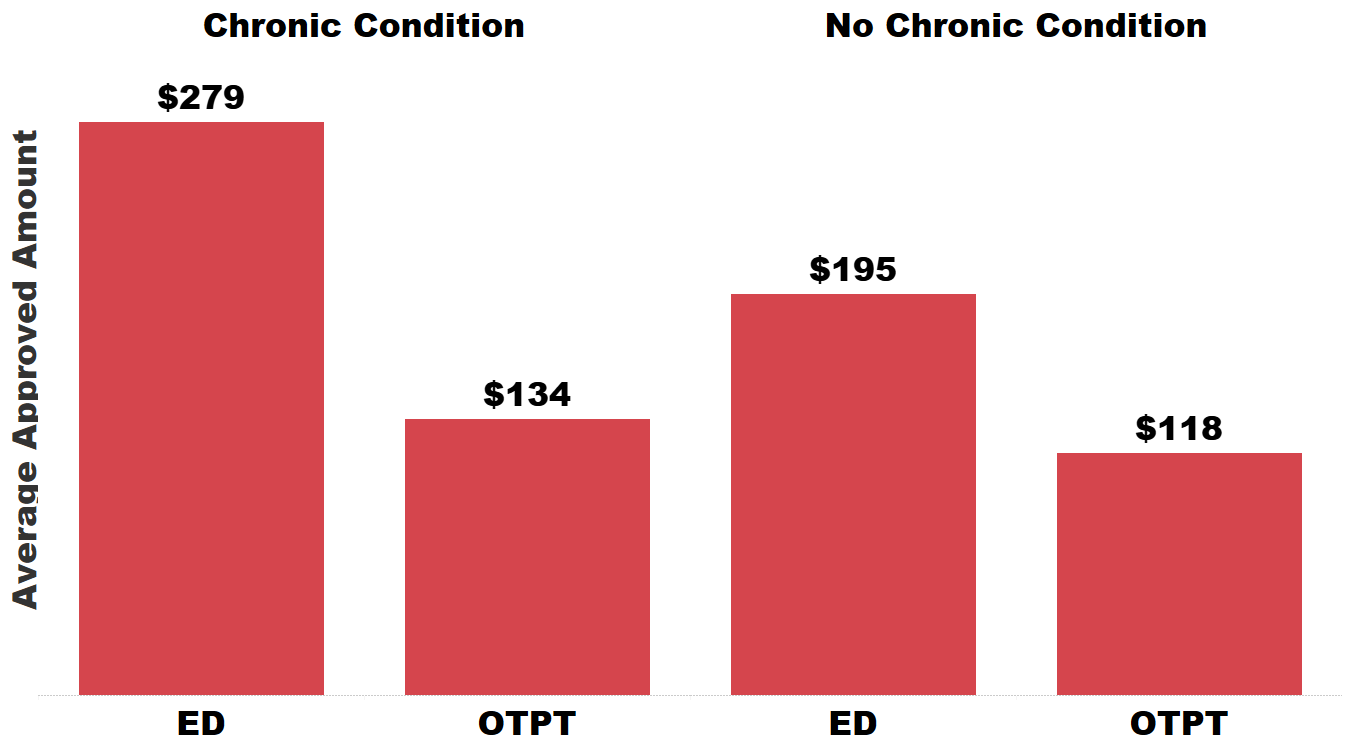 Chronic Condition
No Chronic Condition
Average Approved Amount
$279
$134
$195
$118
ED
OTPT
ED
OTPT